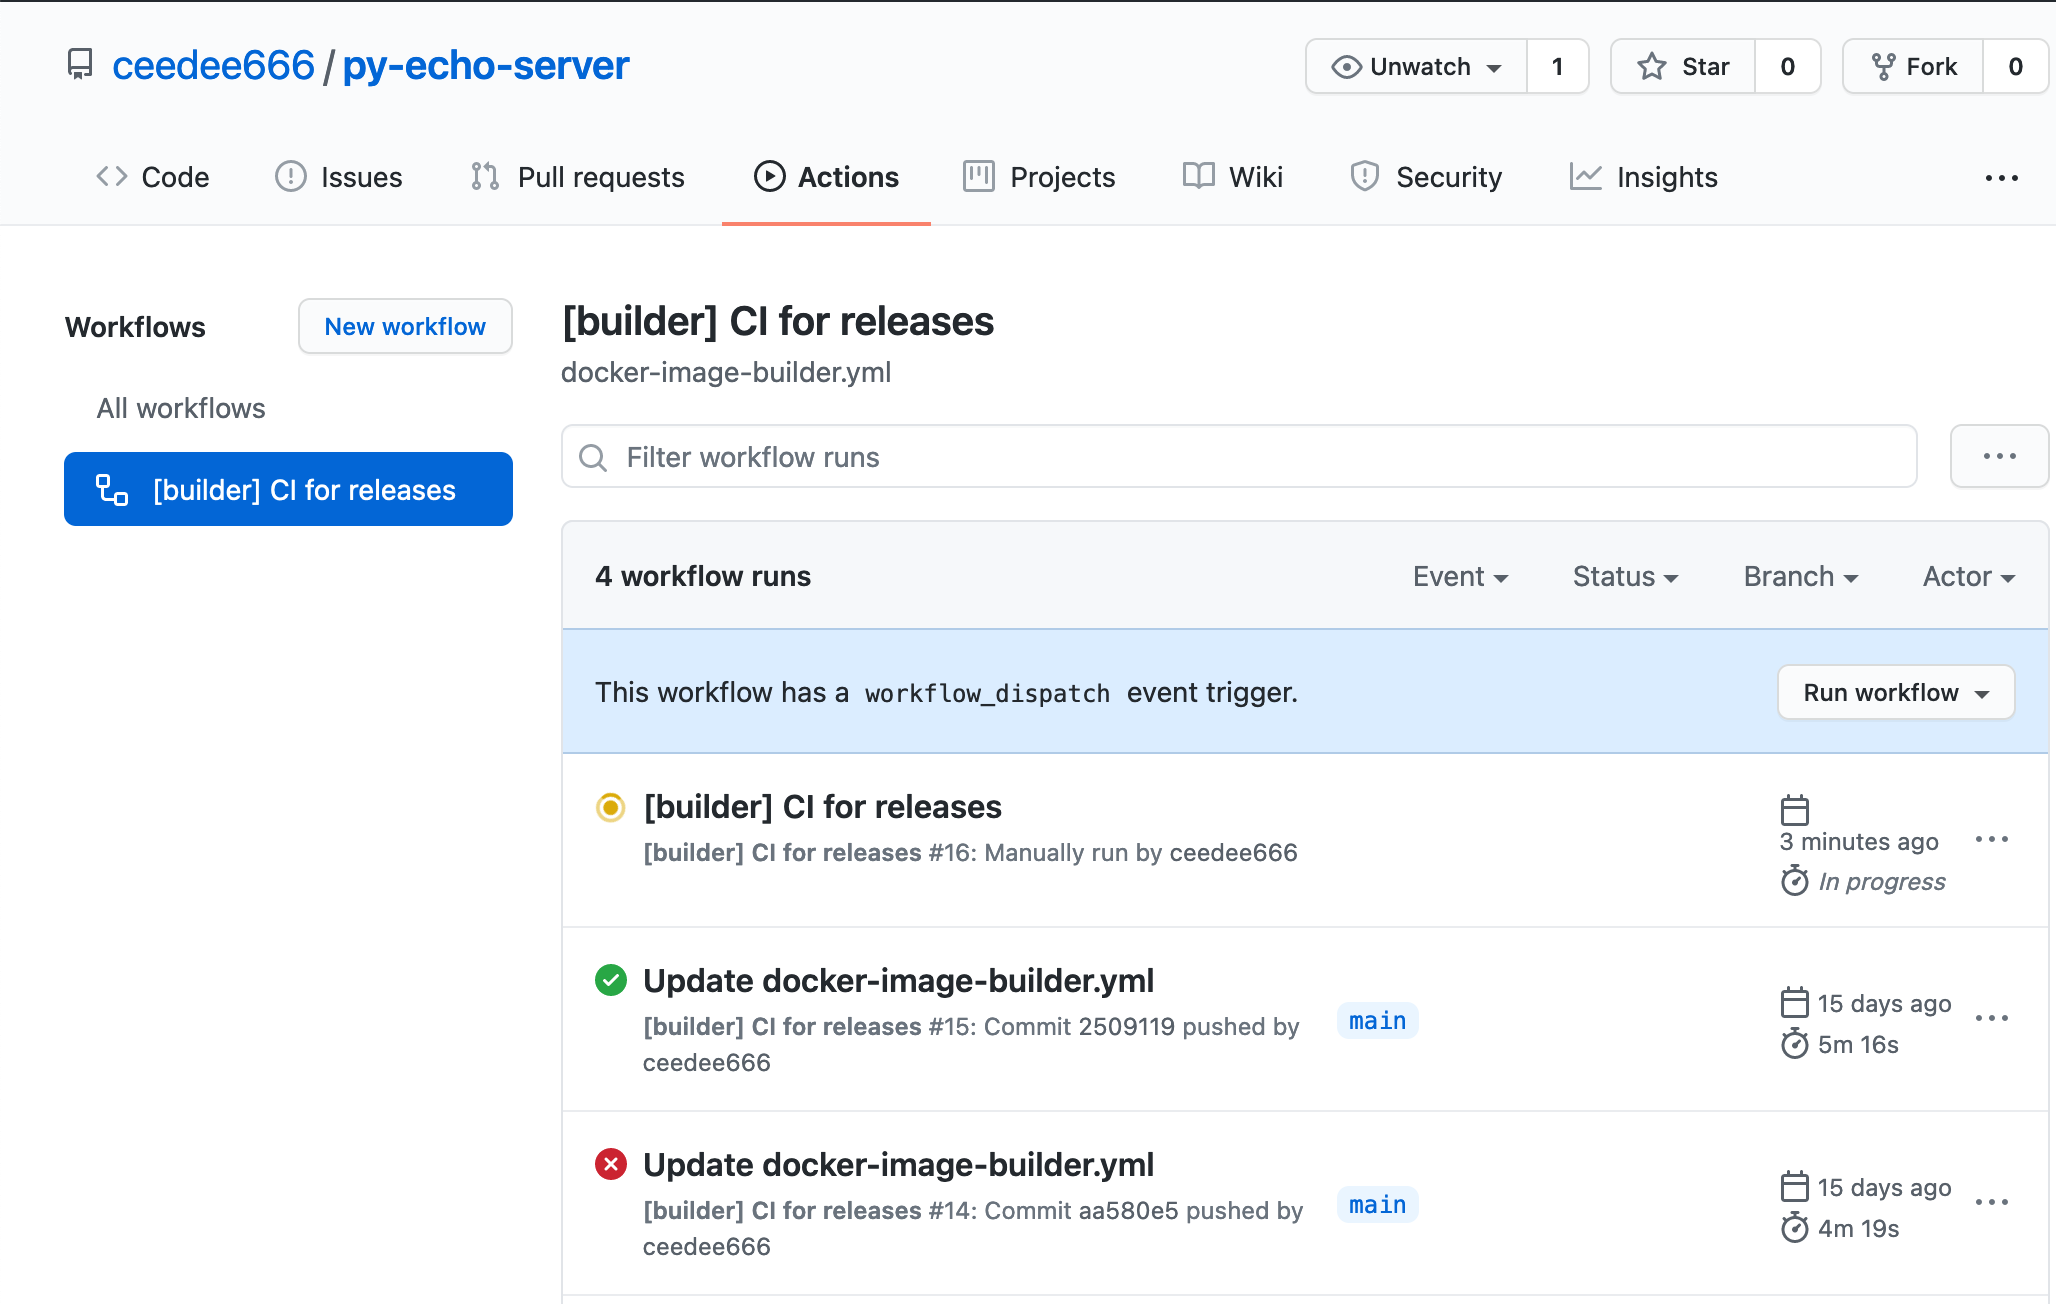 ceedee666/py-echo-server
Unwatch 1 Star 0 Fork 0
Code Issues Pull requests Actions Projects Wiki Security Insights
Workflows
New workflow
All workflows
[builder] CI for releases
[builder] CI for releases
docker-image-builder.yml
Filter workflow runs
4 workflow runs
Event Status Branch Actor
This workflow has a workflow_dispatch event trigger.
Run workflow
[builder] CI for releases
[builder] CI for releases #16: Manually run by ceedee666
3 minutes ago
In progress
Update docker-image-builder.yml
[builder] CI for releases #15: Commit 2509119 pushed by
ceedee666
main
15 days ago
5m 16s
Update docker-image-builder.yml
[builder] CI for releases #14: Commit aa580e5 pushed by
ceedee666
main
15 days ago
4m 19s